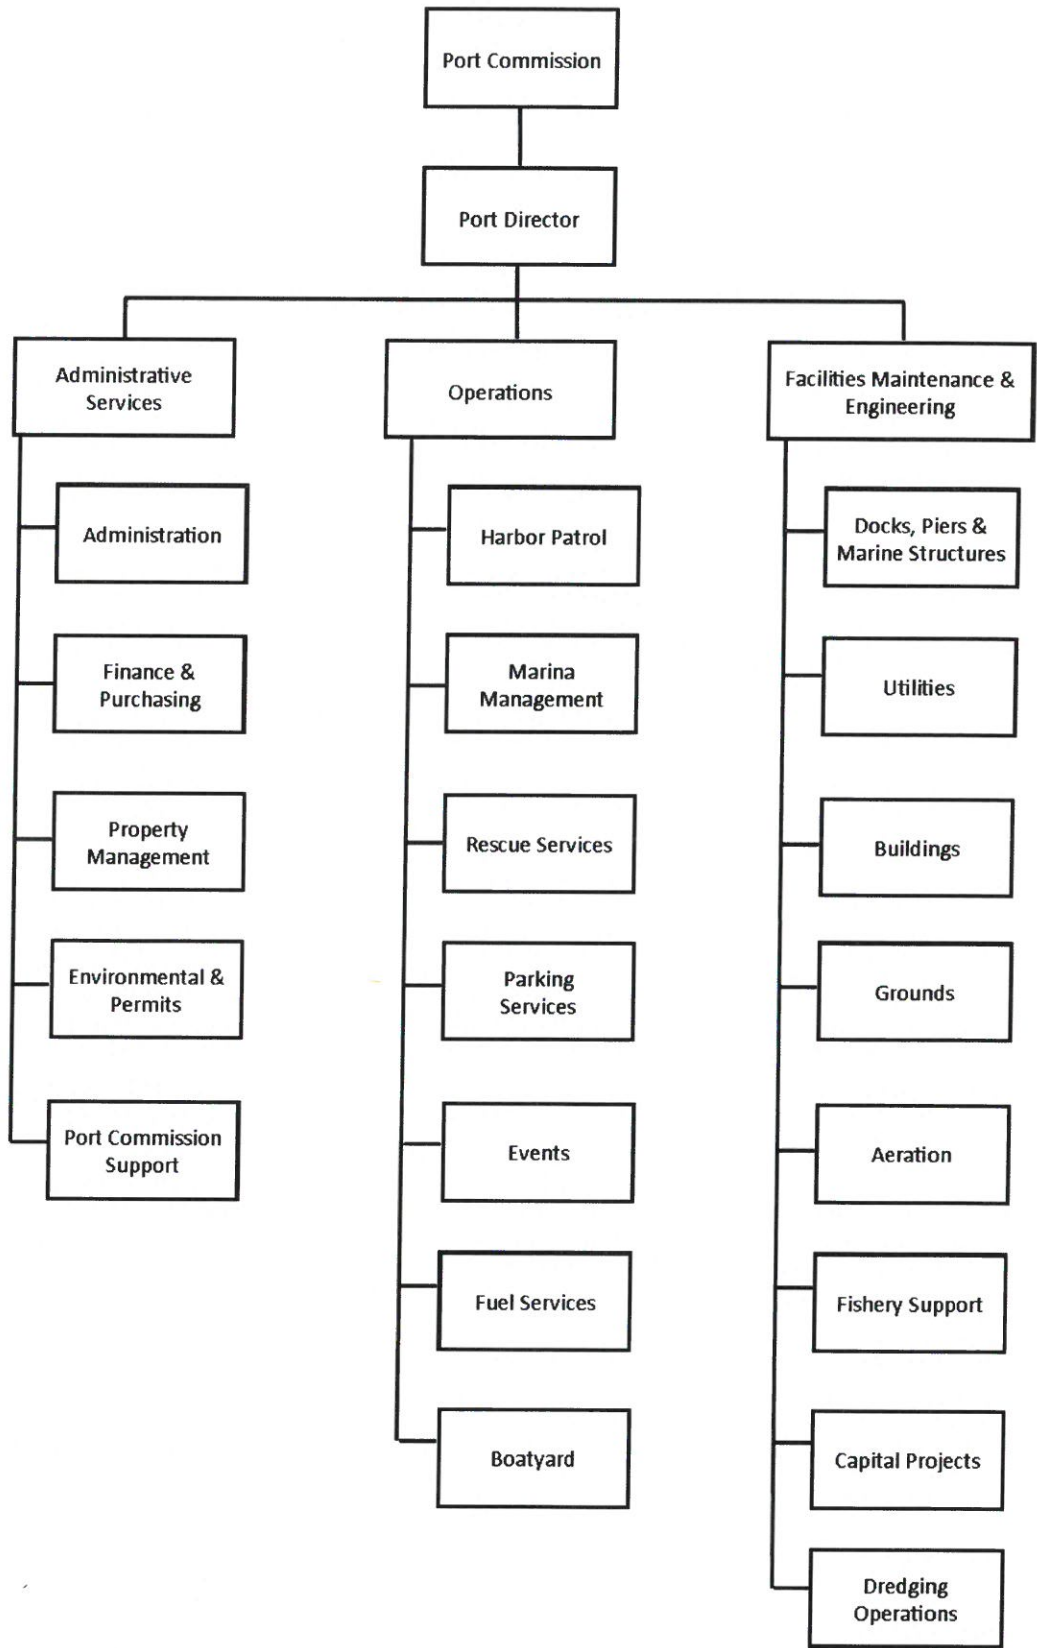 Port Commission
Port Director
Administrative
Services
Administration
Finance &
Purchasing
Property
Management
Environmental &
Permits
Port Commission
Support
Operations
Harbor Patrol
Marina
Management
Rescue Services
Parking
Services
Events
Fuel Services
Boatyard
Facilities Maintenance &
Engineering
Docks, Piers &
Marine Structures
Utilities
Buildings
Grounds
Aeration
Fishery Support
Capital Projects
Dredging
Operations